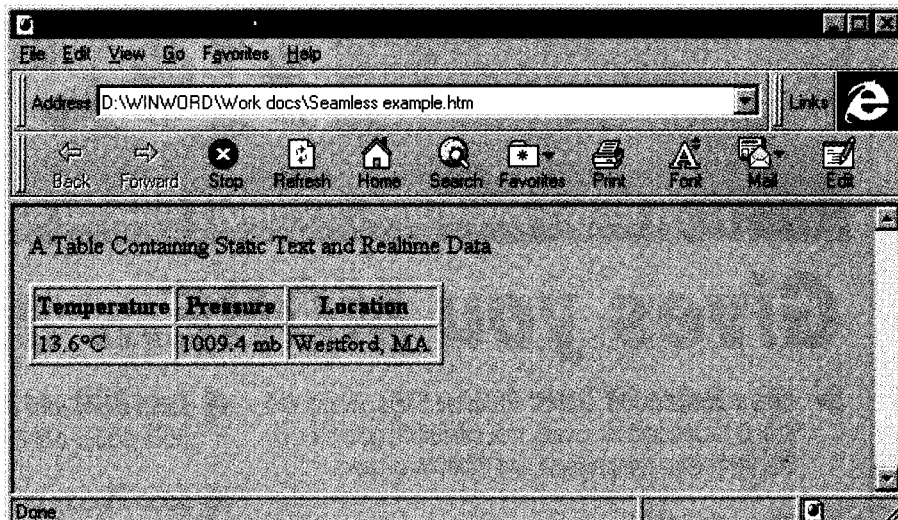 File Edit View Go Favorites Help
Address D:\WINWORD\Work docs\Seamless example.htm Links
Back Forward Stop Refresh Home Search Favorites Print Font Mail Edit
A Table Containing Static Text and Realtime Data
Temperature Pressure Location
13.6°C 1009.4 mb Westford, MA
Done